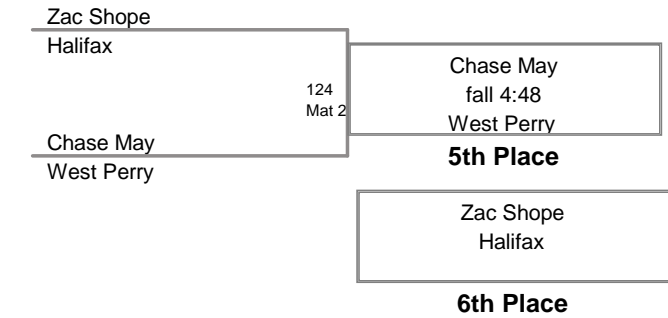 Zac Shope
Halifax
124
Mat 2
Chase May
West Perry
Chase May
fall 4:48
West Perry
5th Place
Zac Shope
Halifax
6th Place